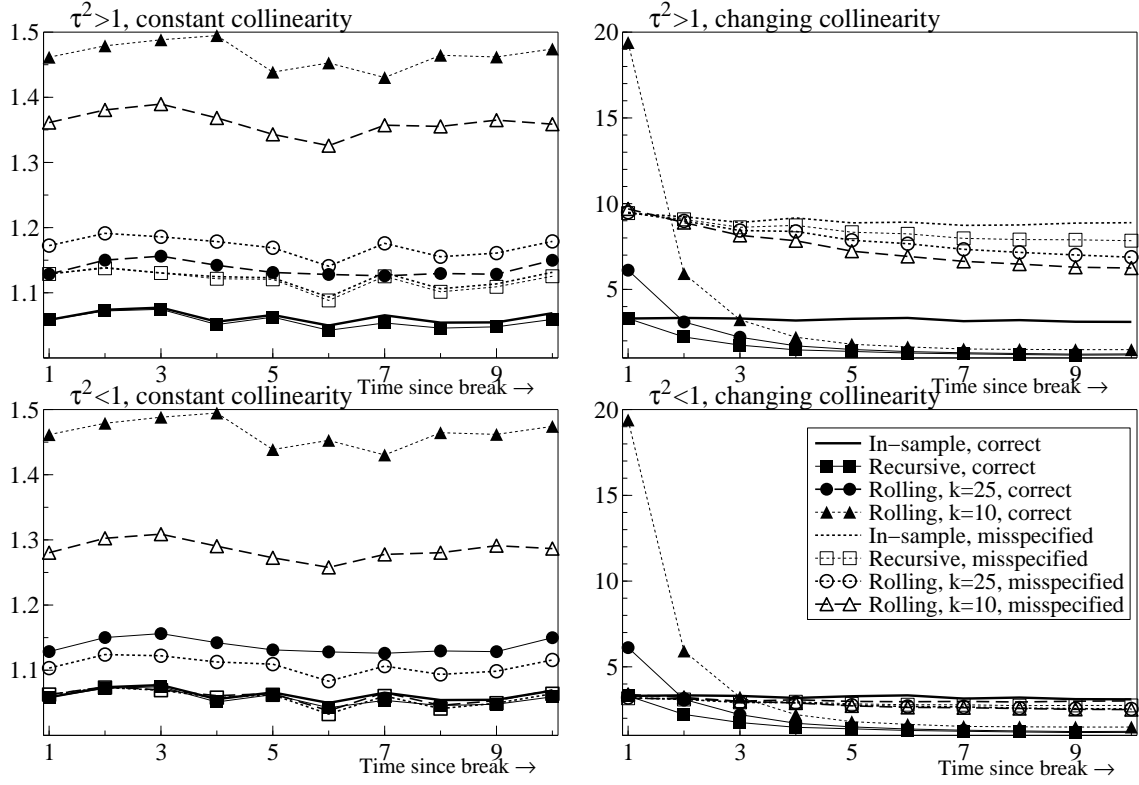 τ²>1, constant collinearity
1.5
1.4
1.3
1.2
1.1
1 3 5 7 9
Time since break →
τ²>1, changing collinearity
20
15
10
5
1 3 5 7 9
Time since break →
τ²<1, constant collinearity
1.5
1.4
1.3
1.2
1.1
1 3 5 7 9
Time since break →
τ²<1, changing collinearity
20
15
10
5
In−sample, correct
Recursive, correct
Rolling, k=25, correct
Rolling, k=10, correct
In−sample, misspecified
Recursive, misspecified
Rolling, k=25, misspecified
Rolling, k=10, misspecified
1 3 5 7 9
Time since break →